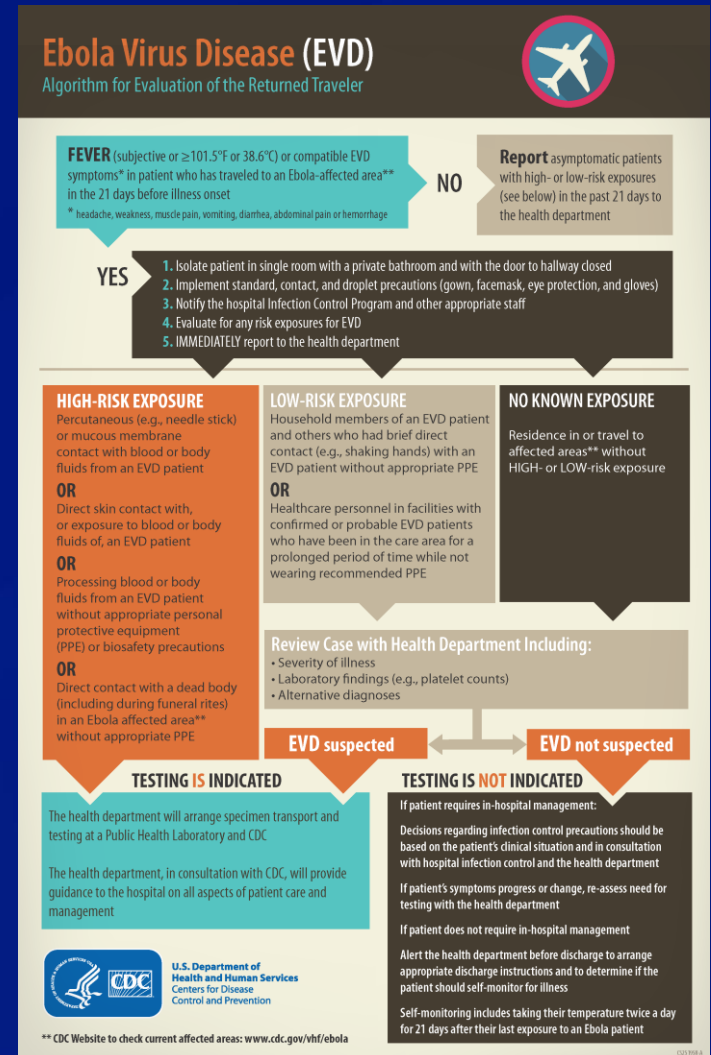 Ebola Virus Disease (EVD)
Algorithm for Evaluation of the Returned Traveler
FEVER (subjective or ≥101.5°F or 38.6°C) or compatible EVD
symptoms* in patient who has traveled to an Ebola-affected area**
in the 21 days before illness onset
* headache, weakness, muscle pain, vomiting, diarrhea, abdominal pain or hemorrhage
NO
Report asymptomatic patients
with high- or low-risk exposures
(see below) in the past 21 days to
the health department
YES
1. Isolate patient in single room with a private bathroom and with the door to hallway closed
2. Implement standard, contact, and droplet precautions (gown, facemask, eye protection, and gloves)
3. Notify the hospital Infection Control Program and other appropriate staff
4. Evaluate for any risk exposures for EVD
5. IMMEDIATELY report to the health department
HIGH-RISK EXPOSURE
Percutaneous (e.g., needle stick)
or mucous membrane
contact with blood or body
fluids from an EVD patient
OR
Direct skin contact with,
or exposure to blood or body
fluids of, an EVD patient
OR
Processing blood or body
fluids from an EVD patient
without appropriate personal
protective equipment
(PPE) or biosafety precautions
OR
Direct contact with a dead body
(including during funeral rites)
in an Ebola affected area**
without appropriate PPE
LOW-RISK EXPOSURE
Household members of an EVD patient
and others who had brief direct
contact (e.g., shaking hands) with an
EVD patient without appropriate PPE
OR
Healthcare personnel in facilities with
confirmed or probable EVD patients
who have been in the care area for a
prolonged period of time while not
wearing recommended PPE
NO KNOWN EXPOSURE
Residence in or travel to
affected areas** without
HIGH- or LOW-risk exposure
Review Case with Health Department Including:
• Severity of illness
• Laboratory findings (e.g., platelet counts)
• Alternative diagnoses
EVD suspected
EVD not suspected
TESTING IS INDICATED
The health department will arrange specimen transport and
testing at a Public Health Laboratory and CDC
The health department, in consultation with CDC, will provide
guidance to the hospital on all aspects of patient care and
management
TESTING IS NOT INDICATED
If patient requires in-hospital management:
Decisions regarding infection control precautions should be
based on the patient's clinical situation and in consultation
with hospital infection control and the health department
If patient's symptoms progress or change, re-assess need for
testing with the health department
If patient does not require in-hospital management
Alert the health department before discharge to arrange
appropriate discharge instructions and to determine if the
patient should self-monitor for illness
Self-monitoring includes taking their temperature twice a day
for 21 days after their last exposure to an Ebola patient
CDC
U.S. Department of
Health and Human Services
Centers for Disease
Control and Prevention
** CDC Website to check current affected areas: www.cdc.gov/vhf/ebola